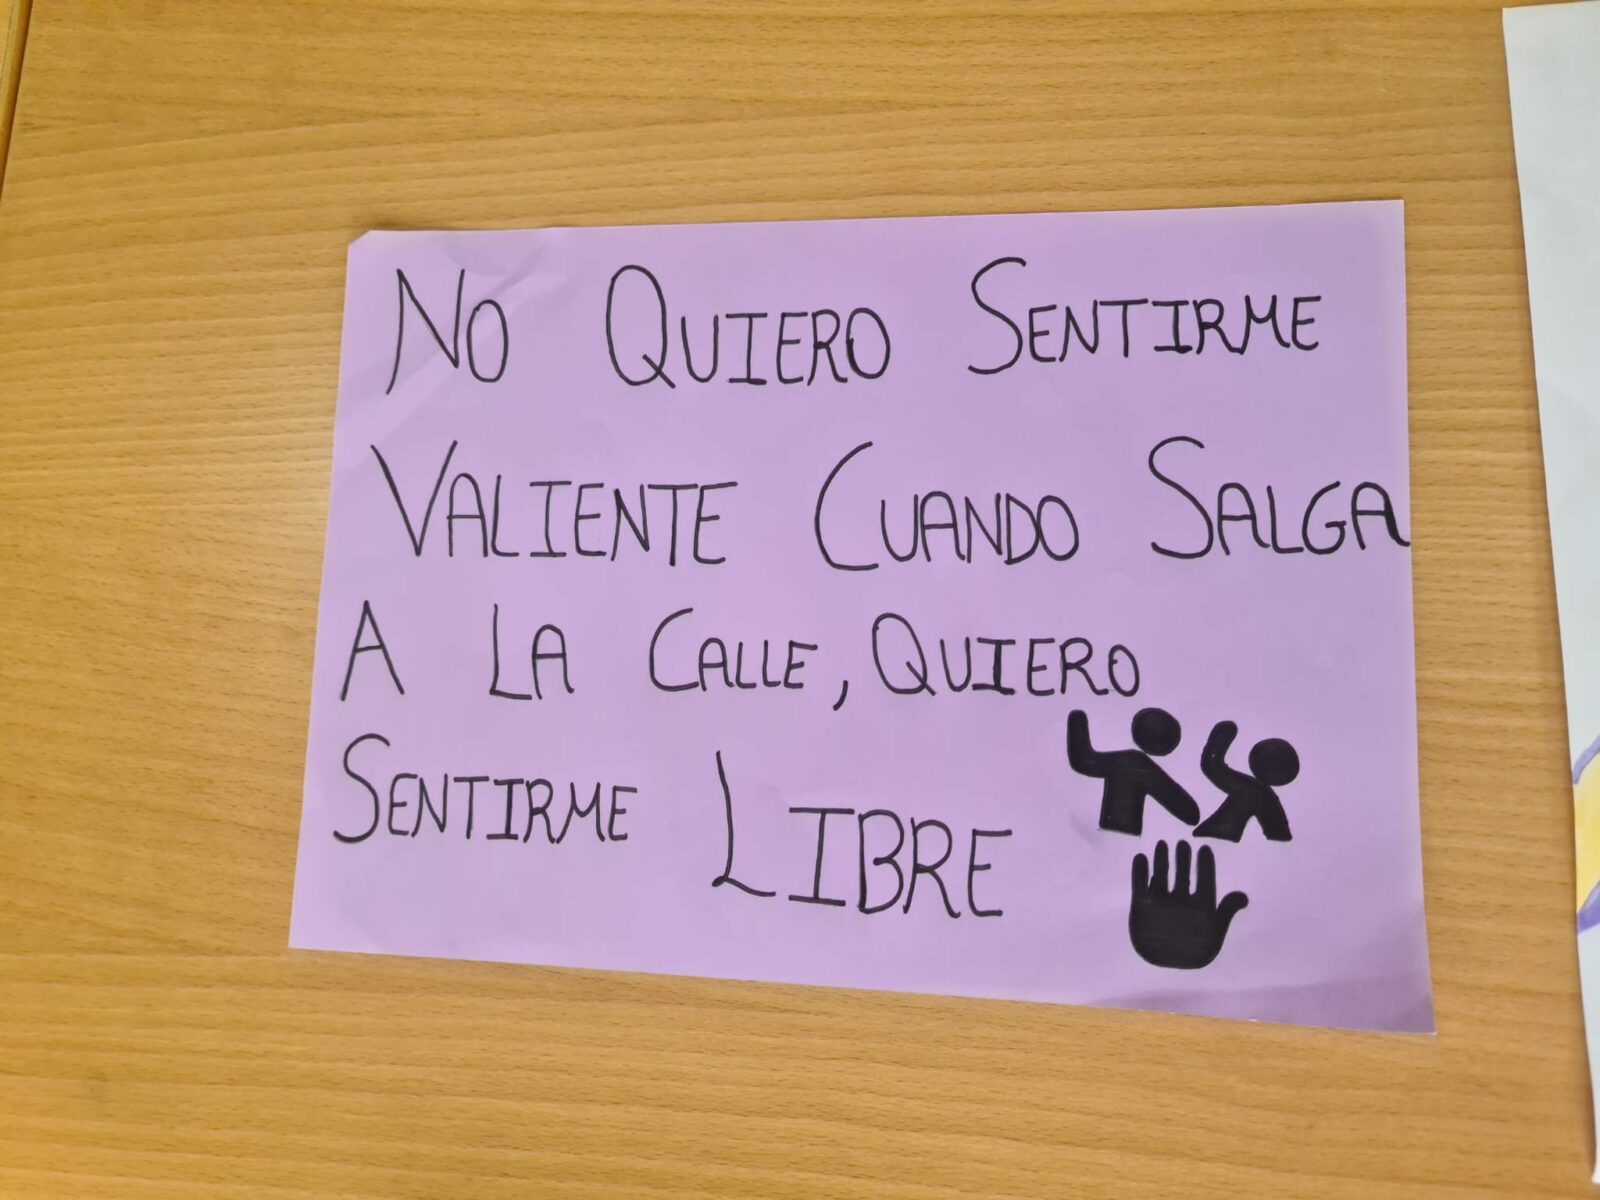 No Quiero Sentirme
Valiente Cuando Salga
A La Calle, Quiero
Sentirme Libre